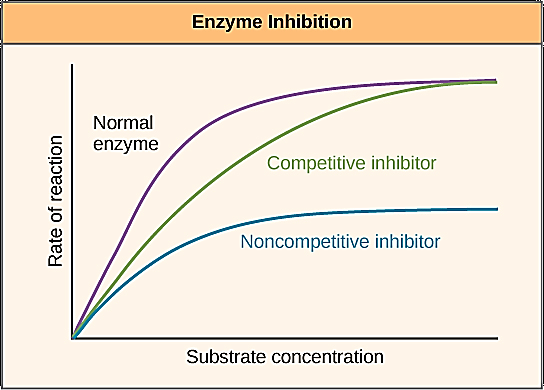 Enzyme Inhibition
Normal
enzyme
Competitive inhibitor
Noncompetitive inhibitor
Rate of reaction
Substrate concentration